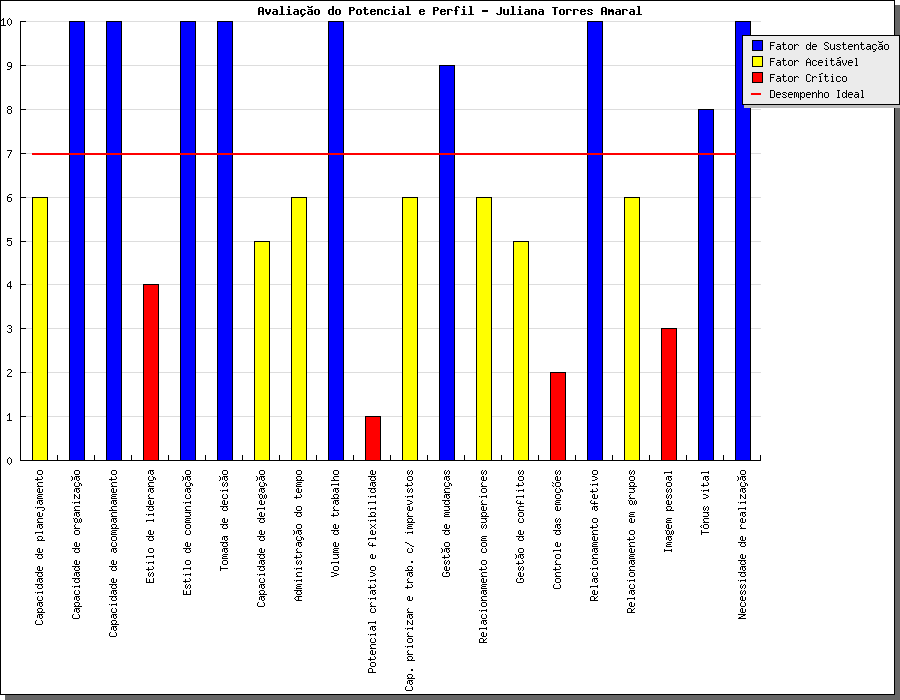 Avaliação do Potencial e Perfil - Juliana Torres Amaral
Fator de Sustentação
Fator Aceitável
Fator Crítico
Desempenho Ideal
10
9
8
7
6
5
4
3
2
1
0
Capacidade de planejamento
Capacidade de organização
Capacidade de acompanhamento
Estilo de liderança
Estilo de comunicação
Tomada de decisão
Capacidade de delegação
Administração do tempo
Volume de trabalho
Potencial criativo e flexibilidade
Cap. priorizar e trab. c/ imprevistos
Gestão de mudanças
Relacionamento com superiores
Gestão de conflitos
Controle das emoções
Relacionamento afetivo
Relacionamento em grupos
Imagem pessoal
Tônus vital
Necessidade de realização